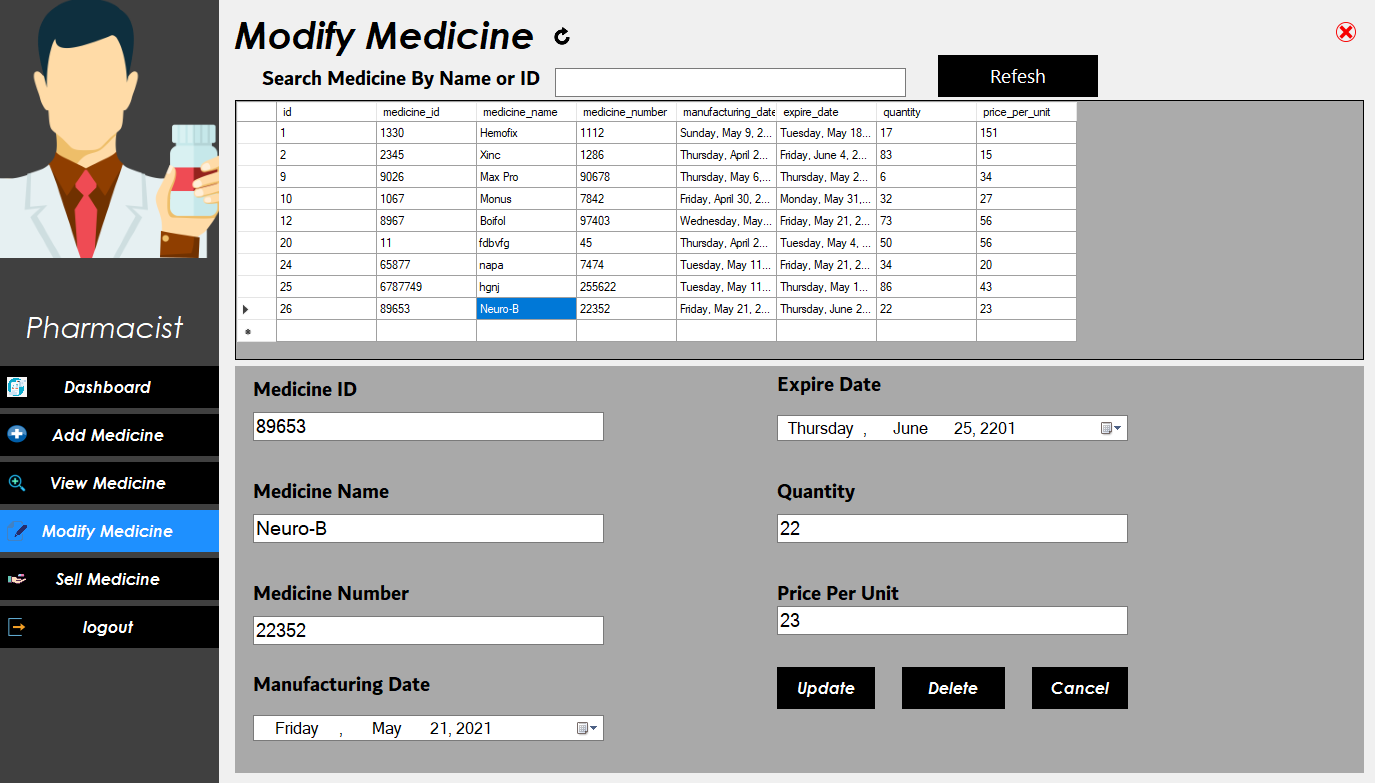 Modify Medicine
Search Medicine By Name or ID
Refesh
id medicine_id medicine_name medicine_number manufacturing_date expire_date quantity price_per_unit
1 1330 Hemofix 1112 Sunday, May 9, 2... Tuesday, May 18... 17 151
2 2345 Xinc 1286 Thursday, April 2... Friday, June 4, 2... 83 15
9 9026 Max Pro 90678 Thursday, May 6,... Thursday, May 2... 6 34
10 1067 Monus 7842 Friday, April 30, 2... Monday, May 31,... 32 27
12 8967 Boifol 97403 Wednesday, May... Friday, May 21, 2... 73 56
20 11 fdbvfg 45 Thursday, April 2... Tuesday, May 4, ... 50 56
24 65877 napa 7474 Tuesday, May 11... Friday, May 21, 2... 34 20
25 6787749 hgnj 255622 Tuesday, May 11... Thursday, May 1... 86 43
26 89653 Neuro-B 22352 Friday, May 21, 2... Thursday, June 2... 22 23
Pharmacist
Dashboard
Add Medicine
View Medicine
Modify Medicine
Sell Medicine
logout
Medicine ID
89653
Medicine Name
Neuro-B
Medicine Number
22352
Manufacturing Date
Friday , May 21, 2021
Expire Date
Thursday , June 25, 2201
Quantity
22
Price Per Unit
23
Update Delete Cancel